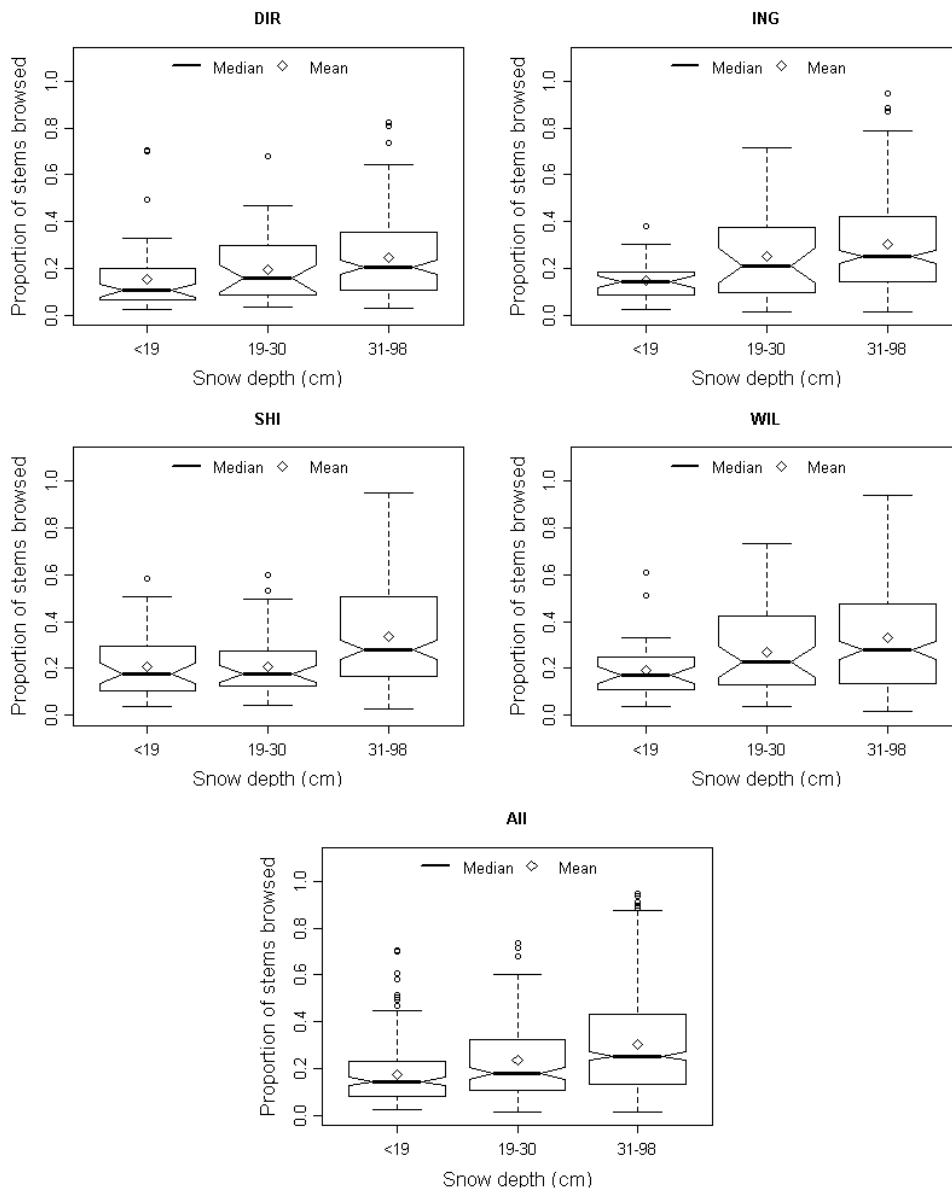 DIR
Median Mean
Proportion of stems browsed
1.0
0.8
0.6
0.4
0.2
0.0
<19 19-30 31-98
Snow depth (cm)
ING
Median Mean
Proportion of stems browsed
1.0
0.8
0.6
0.4
0.2
0.0
<19 19-30 31-98
Snow depth (cm)
SHI
Median Mean
Proportion of stems browsed
1.0
0.8
0.6
0.4
0.2
0.0
<19 19-30 31-98
Snow depth (cm)
WIL
Median Mean
Proportion of stems browsed
1.0
0.8
0.6
0.4
0.2
0.0
<19 19-30 31-98
Snow depth (cm)
All
Median Mean
Proportion of stems browsed
1.0
0.8
0.6
0.4
0.2
0.0
<19 19-30 31-98
Snow depth (cm)